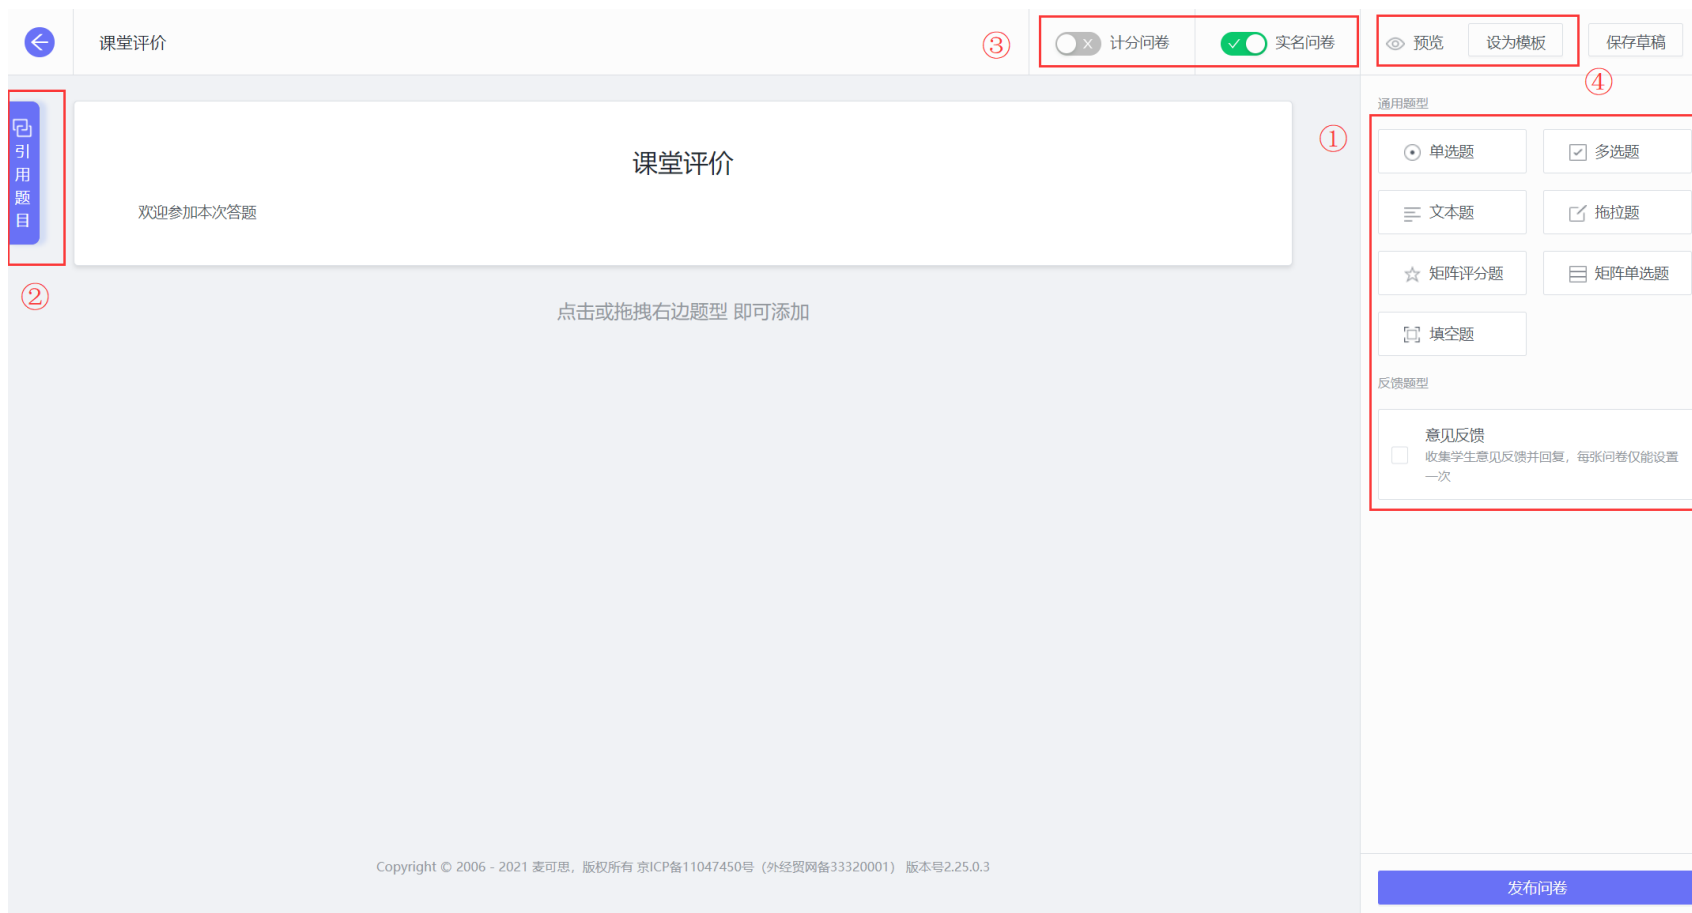 课堂评价
③
计分问卷
实名问卷
预览
设为模板
保存草稿
④
引用题目
②
课堂评价
欢迎参加本次答题
点击或拖拽右边题型 即可添加
①
通用题型
单选题
多选题
文本题
拖拉题
矩阵评分题
矩阵单选题
填空题
反馈题型
意见反馈
收集学生意见反馈并回复，每张问卷仅能设置
一次
Copyright © 2006 - 2021 麦可思，版权所有 京ICP备11047450号（外经贸网备33320001） 版本号2.25.0.3
发布问卷